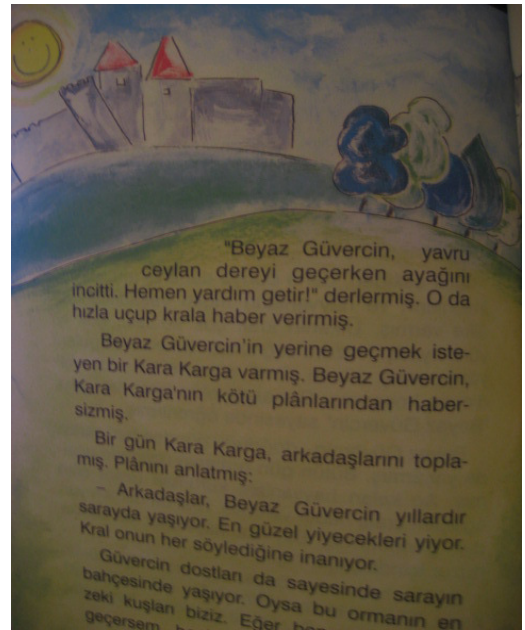 "Beyaz Güvercin, yavru
ceylan dereyi geçerken ayağını
incitti. Hemen yardım getir!" derlermiş. O da
hızla uçup krala haber verirmiş.
Beyaz Güvercin'in yerine geçmek iste-
yen bir Kara Karga varmış. Beyaz Güvercin,
Kara Karga'nın kötü plânlarından haber-
sizmiş.
Bir gün Kara Karga, arkadaşlarını topla-
mış. Plânını anlatmış:
– Arkadaşlar, Beyaz Güvercin yıllardır
sarayda yaşıyor. En güzel yiyecekleri yiyor.
Kral onun her söylediğine inanıyor.
Güvercin dostları da sayesinde sarayın
bahçesinde yaşıyor. Oysa bu ormanın en
zeki kuşları biziz. Eğer
geçersem